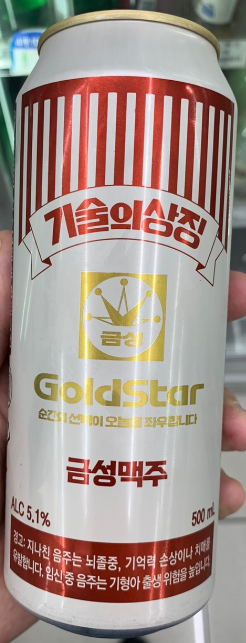 기술의상징
금성
GoldStar
순간의 선택이 오늘을 좌우합니다
금성맥주
ALC 5.1%
500 mL
경고: 지나친 음주는 뇌졸중, 기억력 손상이나 치매를
유발합니다. 임신 중 음주는 기형아 출생 위험을 높입니다.